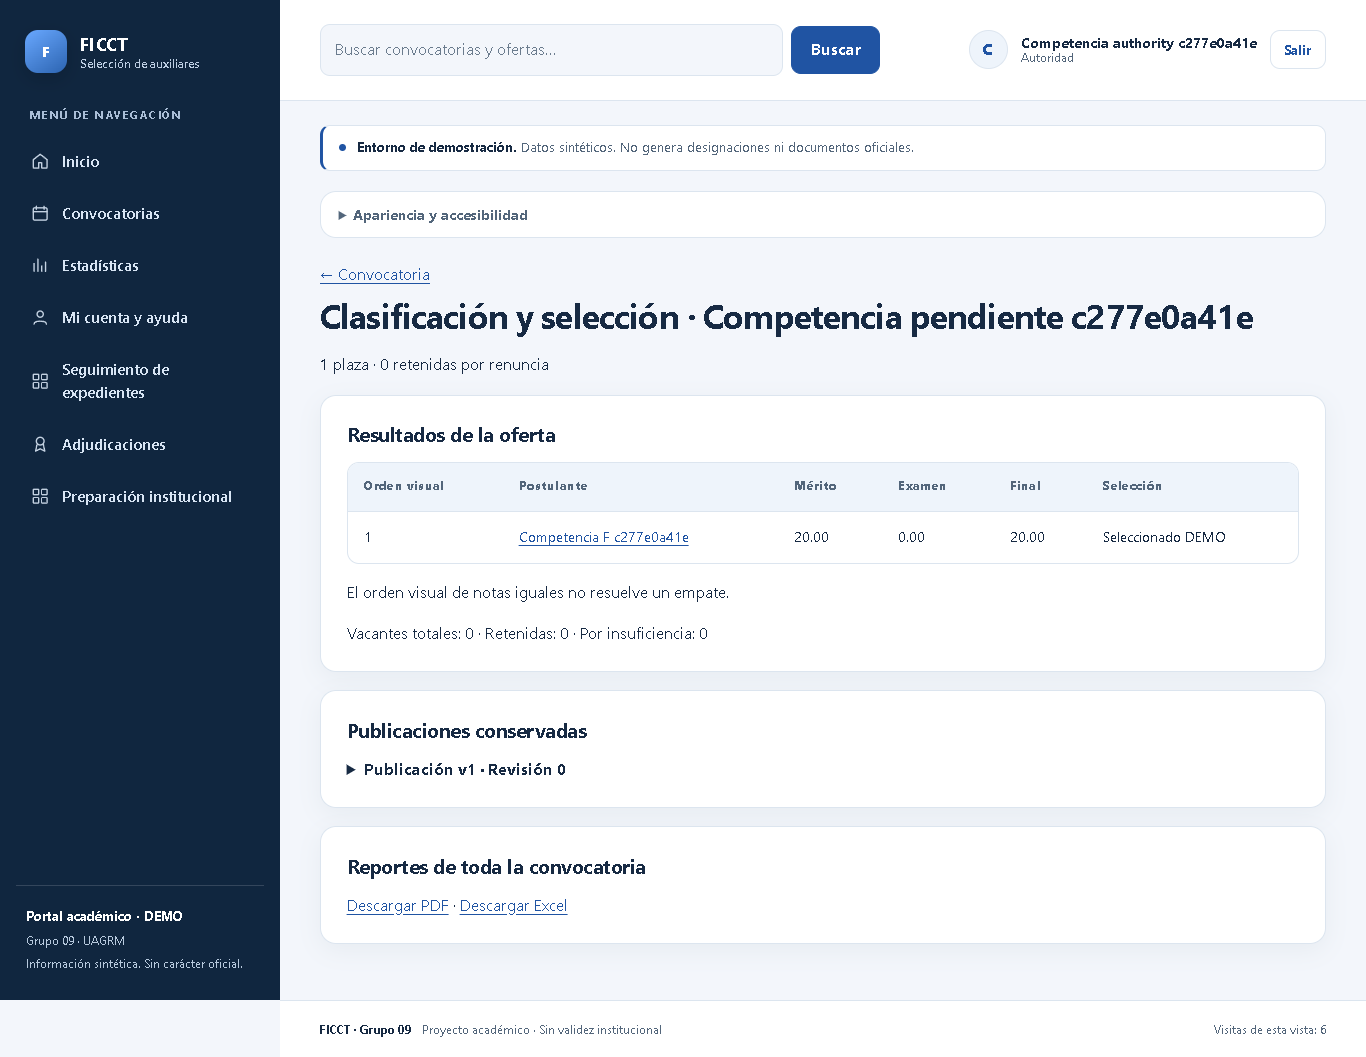 F
FICCT
Selección de auxiliares
MENÚ DE NAVEGACIÓN
Inicio
Convocatorias
Estadísticas
Mi cuenta y ayuda
Seguimiento de
expedientes
Adjudicaciones
Preparación institucional
Portal académico · DEMO
Grupo 09 · UAGRM
Información sintética. Sin carácter oficial.
Buscar convocatorias y ofertas...
Buscar
C
Competencia authority c277e0a41e
Autoridad
Salir
Entorno de demostración. Datos sintéticos. No genera designaciones ni documentos oficiales.
▶ Apariencia y accesibilidad
← Convocatoria
Clasificación y selección · Competencia pendiente c277e0a41e
1 plaza · 0 retenidas por renuncia
Resultados de la oferta
Orden visual Postulante Mérito Examen Final Selección
1 Competencia F c277e0a41e 20.00 0.00 20.00 Seleccionado DEMO
El orden visual de notas iguales no resuelve un empate.
Vacantes totales: 0 · Retenidas: 0 · Por insuficiencia: 0
Publicaciones conservadas
▶ Publicación v1 · Revisión 0
Reportes de toda la convocatoria
Descargar PDF · Descargar Excel
FICCT · Grupo 09 Proyecto académico · Sin validez institucional
Visitas de esta vista: 6